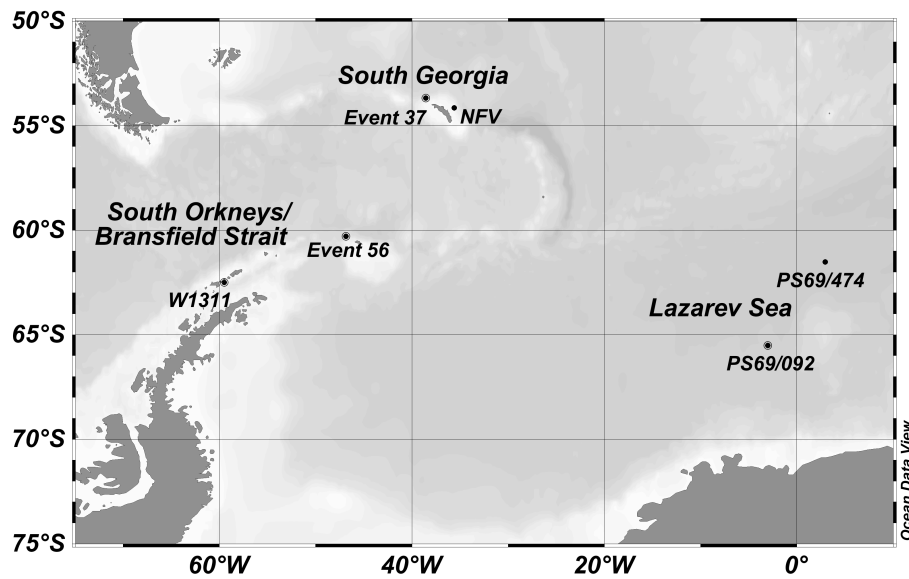 50°S
South Georgia
Event 37
NFV
55°S
South Orkneys/
Bransfield Strait
60°S
Event 56
PS69/474
W1311
Lazarev Sea
65°S
PS69/092
70°S
Ocean Data View
75°S
60°W
40°W
20°W
0°